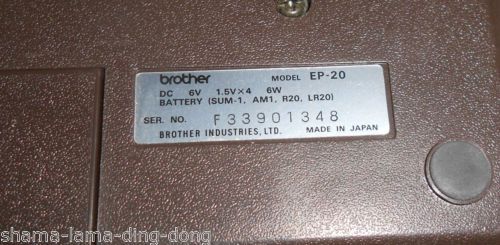 brother MODEL EP-20
DC 6V 1.5V×4 6W
BATTERY (SUM-1, AM1, R20, LR20)
SER. NO. F33901348
BROTHER INDUSTRIES, LTD. MADE IN JAPAN
shama-lama-ding-dong